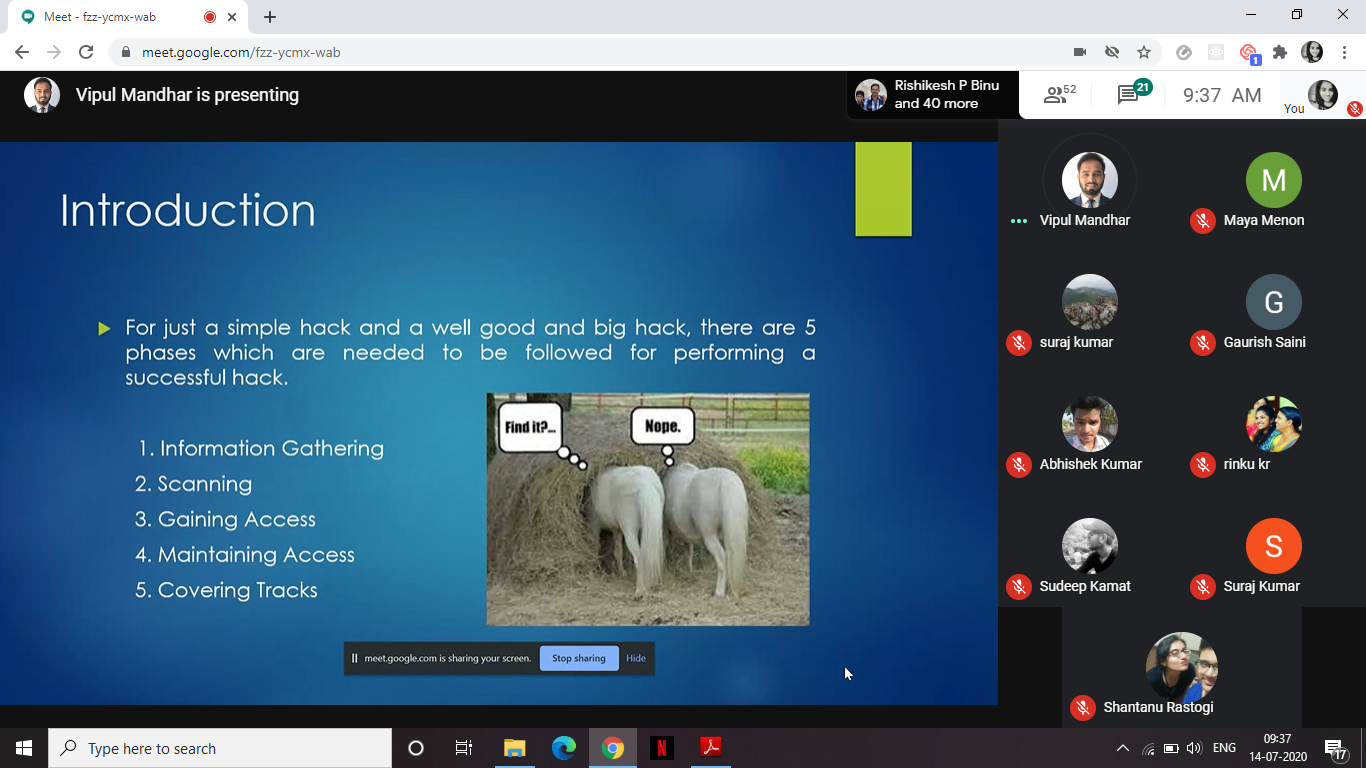 Meet - fzz-ycmx-wab
meet.google.com/fzz-ycmx-wab
1
Vipul Mandhar is presenting
Rishikesh P Binu
and 40 more
52
21
9:37 AM
You
Introduction
For just a simple hack and a well good and big hack, there are 5
phases which are needed to be followed for performing a
successful hack.
1. Information Gathering
2. Scanning
3. Gaining Access
4. Maintaining Access
5. Covering Tracks
Find it?...
Nope.
meet.google.com is sharing your screen.
Stop sharing
Hide
Vipul Mandhar
M
Maya Menon
suraj kumar
G
Gaurish Saini
Abhishek Kumar
rinku kr
Sudeep Kamat
S
Suraj Kumar
Shantanu Rastogi
Type here to search
N
ENG
09:37
14-07-2020
17